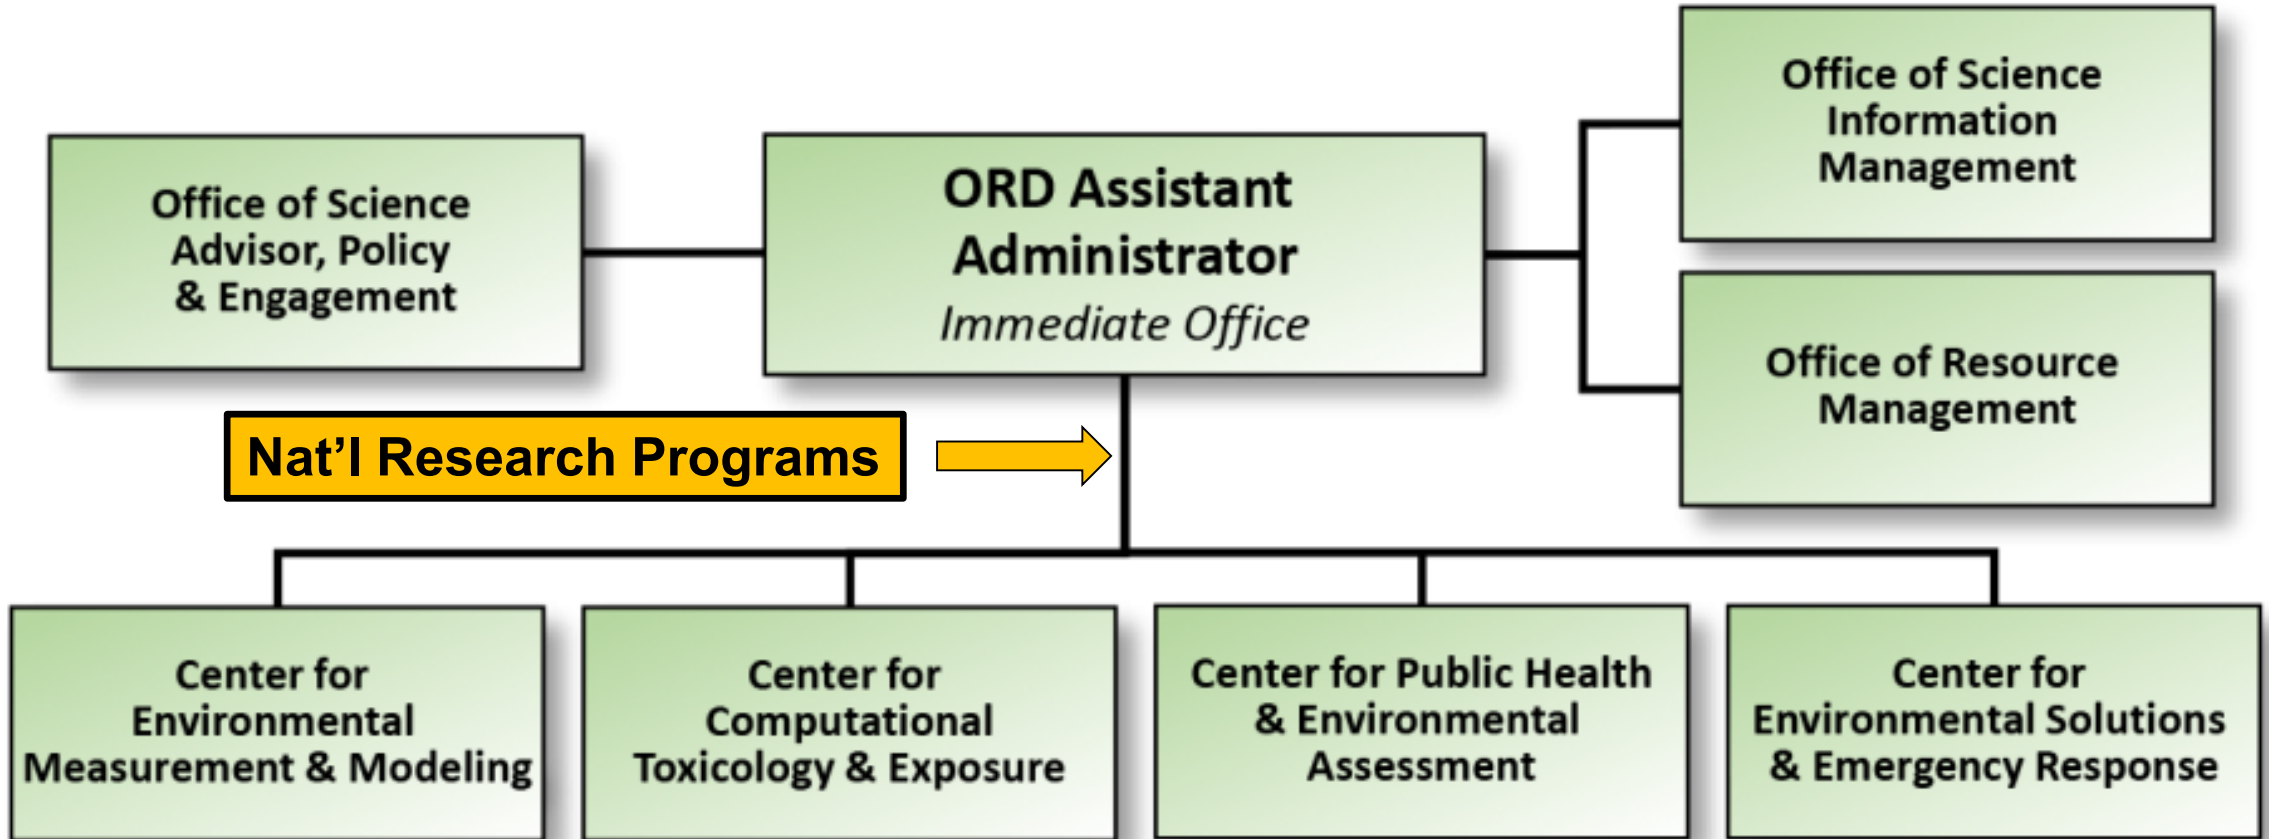 Office of Science
Advisor, Policy
& Engagement
ORD Assistant
Administrator
Immediate Office
Office of Science
Information
Management
Office of Resource
Management
Nat’l Research Programs
Center for
Environmental
Measurement & Modeling
Center for
Computational
Toxicology & Exposure
Center for Public Health
& Environmental
Assessment
Center for
Environmental Solutions
& Emergency Response